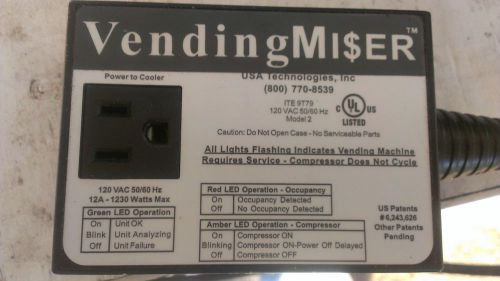 VendingMI$ER™
Power to Cooler
USA Technologies, Inc
(800) 770-8539
ITE 9T79
120 VAC 50/60 Hz
Model 2
C UL US
LISTED
Caution: Do Not Open Case - No Serviceable Parts
All Lights Flashing Indicates Vending Machine
Requires Service - Compressor Does Not Cycle
120 VAC 50/60 Hz
12A - 1230 Watts Max
Green LED Operation
On Unit OK
Blink Unit Analyzing
Off Unit Failure
Red LED Operation - Occupancy
On Occupancy Detected
Off No Occupancy Detected
Amber LED Operation - Compressor
On Compressor ON
Blinking Compressor ON-Power Off Delayed
Off Compressor OFF
US Patents
#6,243,626
Other Patents
Pending